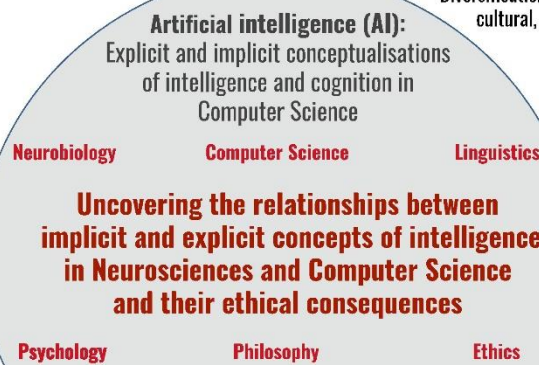 Artificial intelligence (AI):
cultural,
Explicit and implicit conceptualisations
of intelligence and cognition in
Computer Science
Neurobiology Computer Science Linguistics
Uncovering the relationships between
implicit and explicit concepts of intelligence
in Neurosciences and Computer Science
and their ethical consequences
Psychology Philosophy Ethics